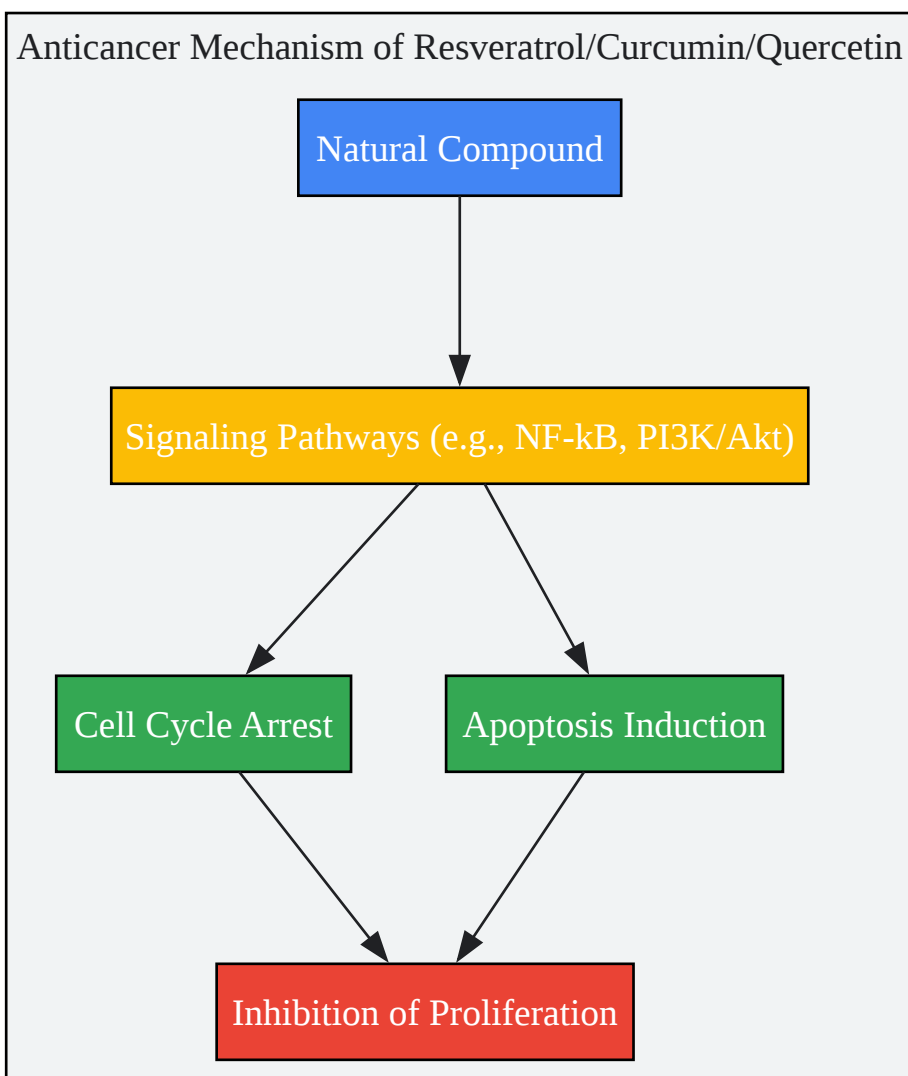 Anticancer Mechanism of Resveratrol/Curcumin/Quercetin
Natural Compound
Signaling Pathways (e.g., NF-kB, PI3K/Akt)
Cell Cycle Arrest
Apoptosis Induction
Inhibition of Proliferation